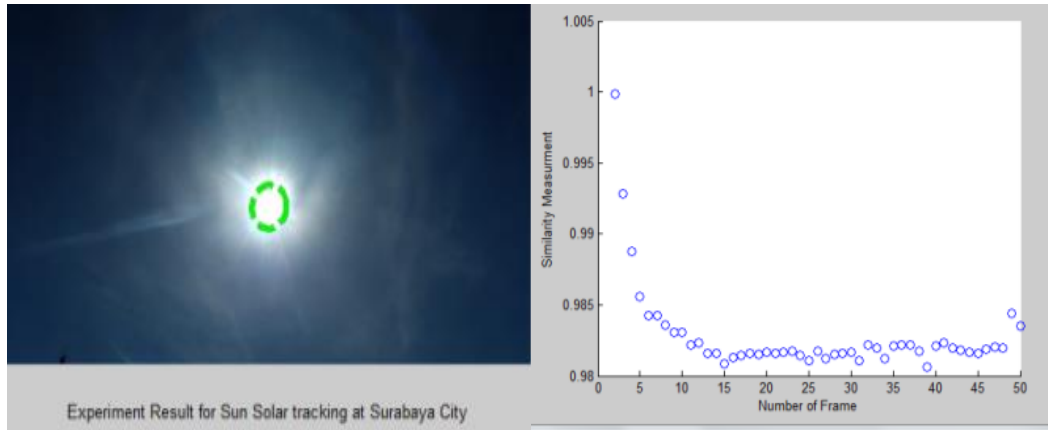 Experiment Result for Sun Solar tracking at Surabaya City
1.005
1
0.995
0.99
0.985
0.98
Similarity Measurment
0 5 10 15 20 25 30 35 40 45 50
Number of Frame